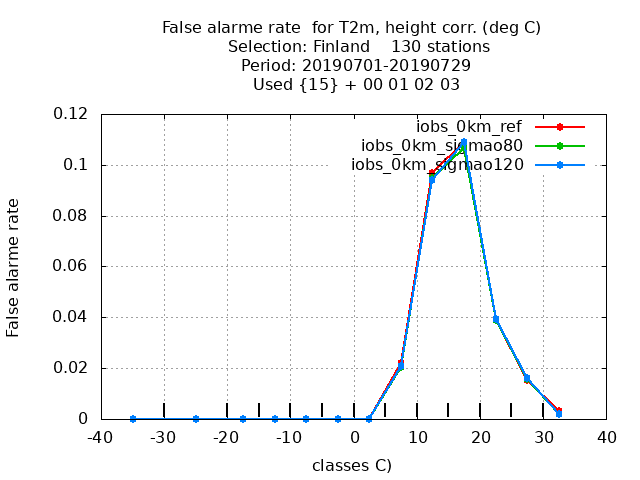 False alarme rate  for T2m, height corr. (deg C)
Selection: Finland    130 stations
Period: 20190701-20190729
Used {15} + 00 01 02 03
0.12
0.1
0.08
0.06
0.04
0.02
0
False alarme rate
iobs_0km_ref
iobs_0km_sigmao80
iobs_0km_sigmao120
-40 -30 -20 -10 0 10 20 30 40
classes C)